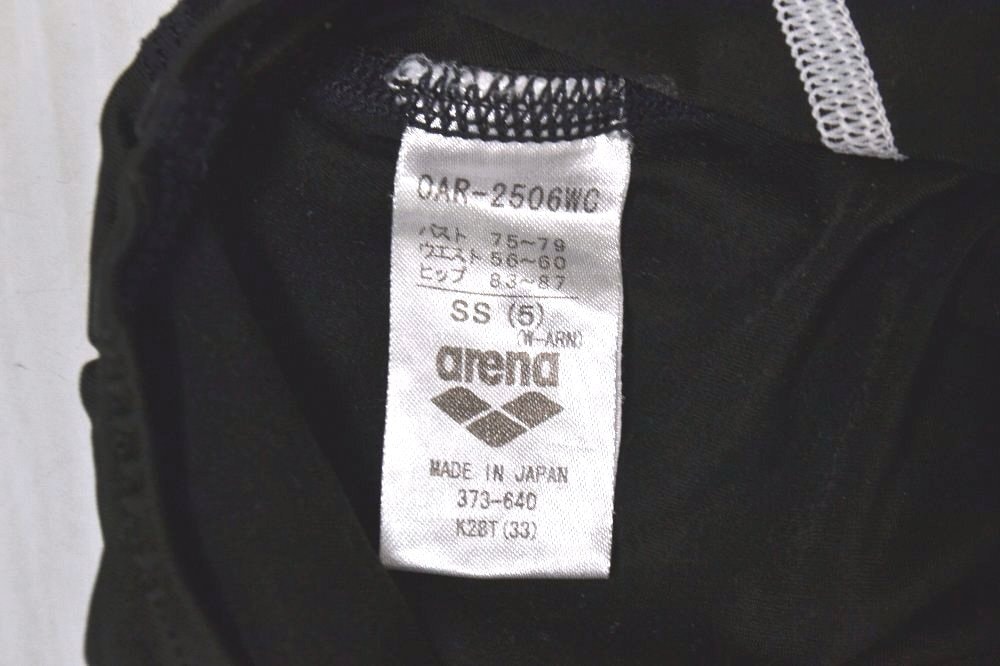 OAR-2506WG
バスト 75~79
ウエスト 56~60
ヒップ 83~87
SS (5)
(W-ARN)
arena
MADE IN JAPAN
373-640
K2BT(33)